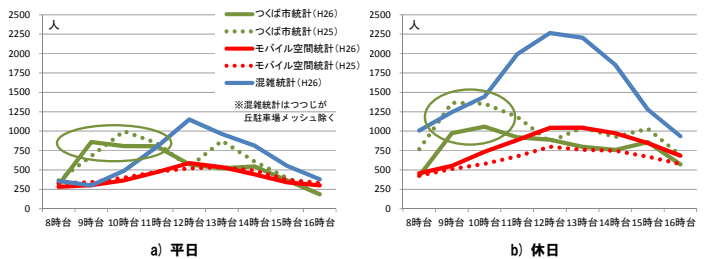 2500
2250
2000
1750
1500
1250
1000
750
500
250
0
人
つくば市統計(H26)
つくば市統計(H25)
モバイル空間統計(H26)
モバイル空間統計(H25)
混雑統計(H26)
※混雑統計はつつじが
丘駐車場メッシュ除く
8時台 9時台 10時台 11時台 12時台 13時台 14時台 15時台 16時台
a) 平日
2500
2250
2000
1750
1500
1250
1000
750
500
250
0
人
8時台 9時台 10時台 11時台 12時台 13時台 14時台 15時台 16時台
b) 休日